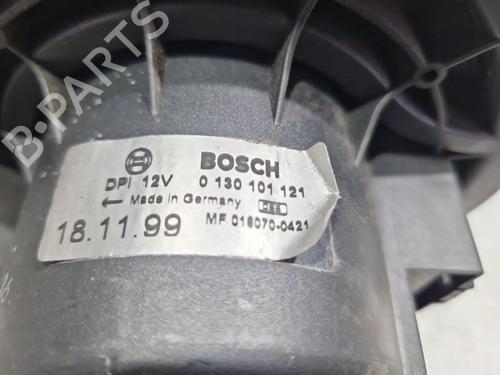 BOSCH
DPI 12V 0 130 101 121
← Made in Germany
MF 016070-0421
18.11.99
B-PARTS